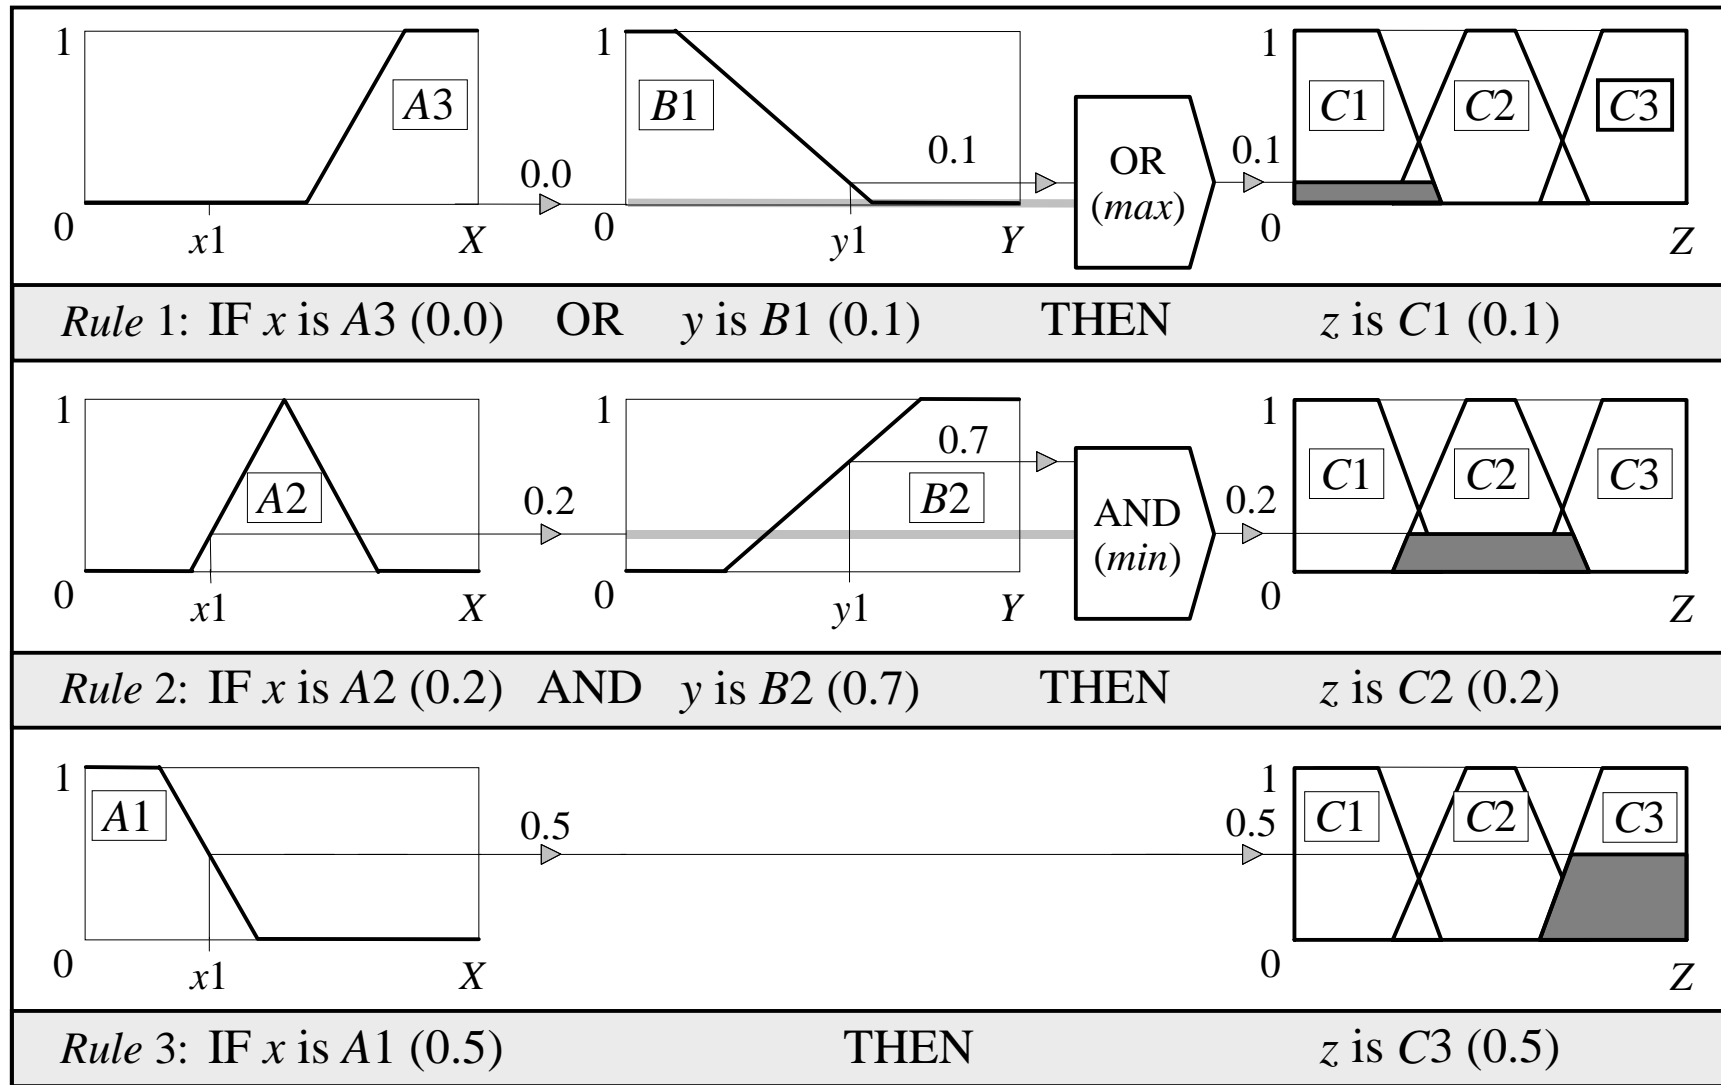 1 1 1
A3 B1 C1 C2 C3
0.1 OR 0.1
0.0 (max)
0 0 0
x1 X y1 Y Z
Rule 1: IF x is A3 (0.0) OR y is B1 (0.1) THEN z is C1 (0.1)
1 1 1
0.7
A2 B2 C1 C2 C3
0.2 AND 0.2
(min)
0 0 0
x1 X y1 Y Z
Rule 2: IF x is A2 (0.2) AND y is B2 (0.7) THEN z is C2 (0.2)
1 1
A1 C1 C2 C3
0.5 0.5
0 0
x1 X Z
Rule 3: IF x is A1 (0.5) THEN z is C3 (0.5)